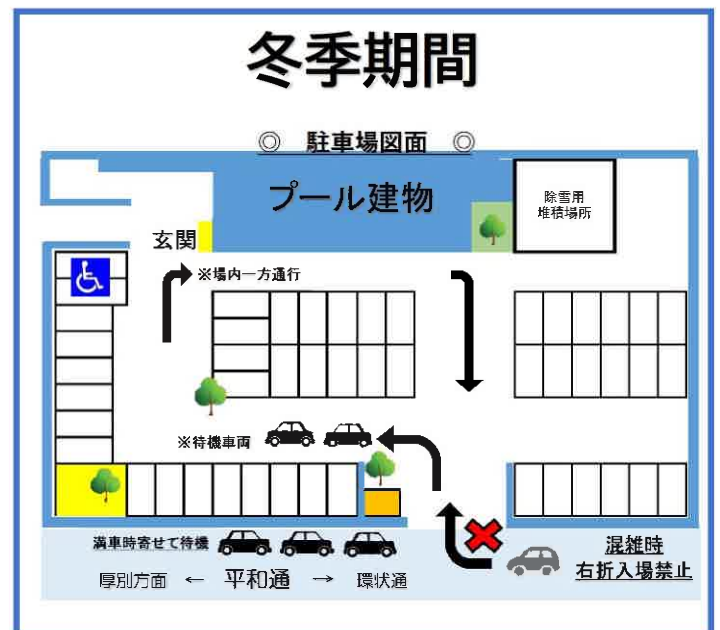 冬季期間
◎ 駐車場図面 ◎
プール建物
除雪用
堆積場所
玄関
※場内一方通行
※待機車両
満車時寄せて待機
混雑時
右折入場禁止
厚別方面 ← 平和通 → 環状通